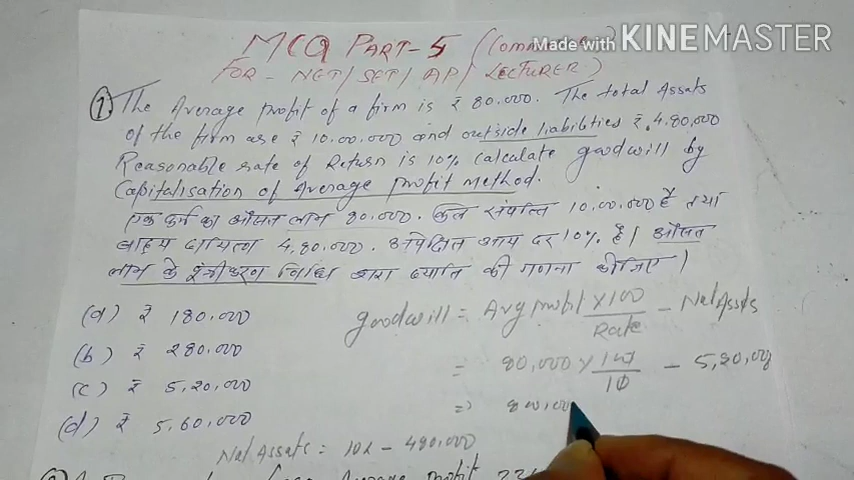 MCQ PART-5 (Commerce)
Made with KINEMASTER
FOR - NET/SET/AP/LECTURER)
1. The Average profit of a firm is ₹ 80.000. The total Assets
of the firm are ₹ 10.00.000 and outside liabilities ₹ 4.80.000
Reasonable rate of Return is 10% Calculate goodwill by
Capitalisation of Average profit method.
एक फर्म का औसत लाभ 80.000. कुल संपत्ति 10.00.000 है तथा
बाह्य दायित्व 4.80.000. अपेक्षित आय दर 10% है। औसत
लाभ के विधि द्वारा ख्याति की गणना कीजिए।
(a) ₹ 180,000
(b) ₹ 280,000
(c) ₹ 5,20,000
(d) ₹ 5,60,000
goodwill = Avg profit × 100 / Rate - Net Assets
= 80,000 × 100 / 10 - 5,20,000
⇒ 80,000
Net Assets = 10L - 480,000
Average profit